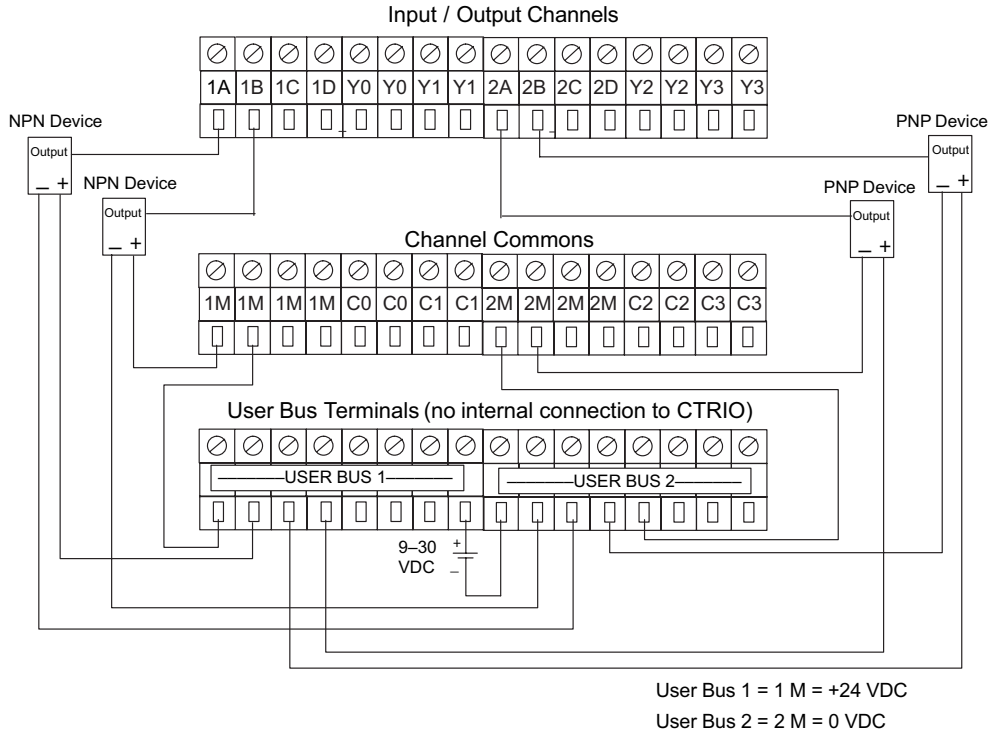 Input / Output Channels
1A 1B 1C 1D Y0 Y0 Y1 Y1 2A 2B 2C 2D Y2 Y2 Y3 Y3
NPN Device
Output
– +
NPN Device
Output
– +
PNP Device
Output
– +
PNP Device
Output
– +
Channel Commons
1M 1M 1M 1M C0 C0 C1 C1 2M 2M 2M 2M C2 C2 C3 C3
User Bus Terminals (no internal connection to CTRIO)
USER BUS 1 USER BUS 2
9–30
VDC
+
–
User Bus 1 = 1 M = +24 VDC
User Bus 2 = 2 M = 0 VDC